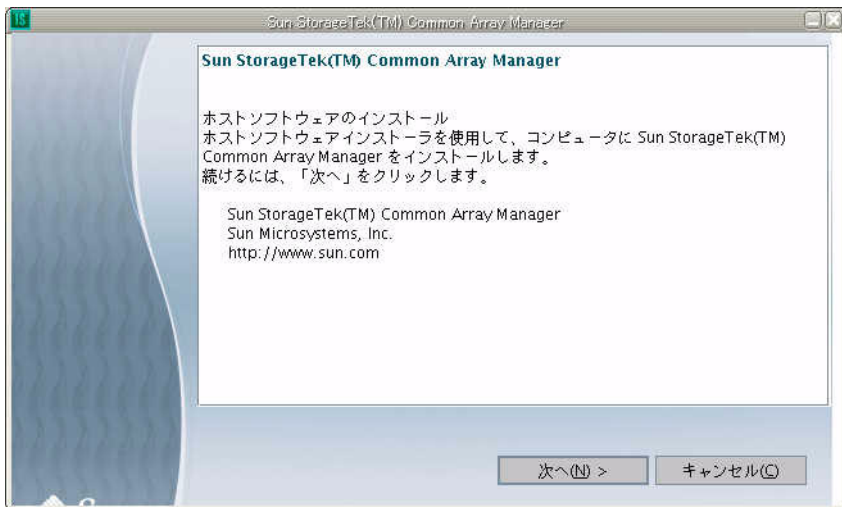 IS
Sun StorageTek(TM) Common Array Manager
Sun StorageTek(TM) Common Array Manager
ホストソフトウェアのインストール
ホストソフトウェアインストーラを使用して、コンピュータに Sun StorageTek(TM)
Common Array Manager をインストールします。
続けるには、「次へ」をクリックします。
Sun StorageTek(TM) Common Array Manager
Sun Microsystems, Inc.
http://www.sun.com
次へ(N) >
キャンセル(C)